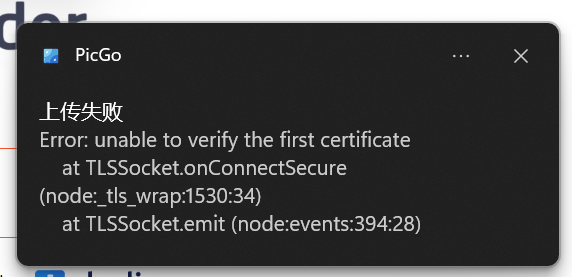 der
PicGo
上传失败
Error: unable to verify the first certificate
at TLSSocket.onConnectSecure
(node:_tls_wrap:1530:34)
at TLSSocket.emit (node:events:394:28)